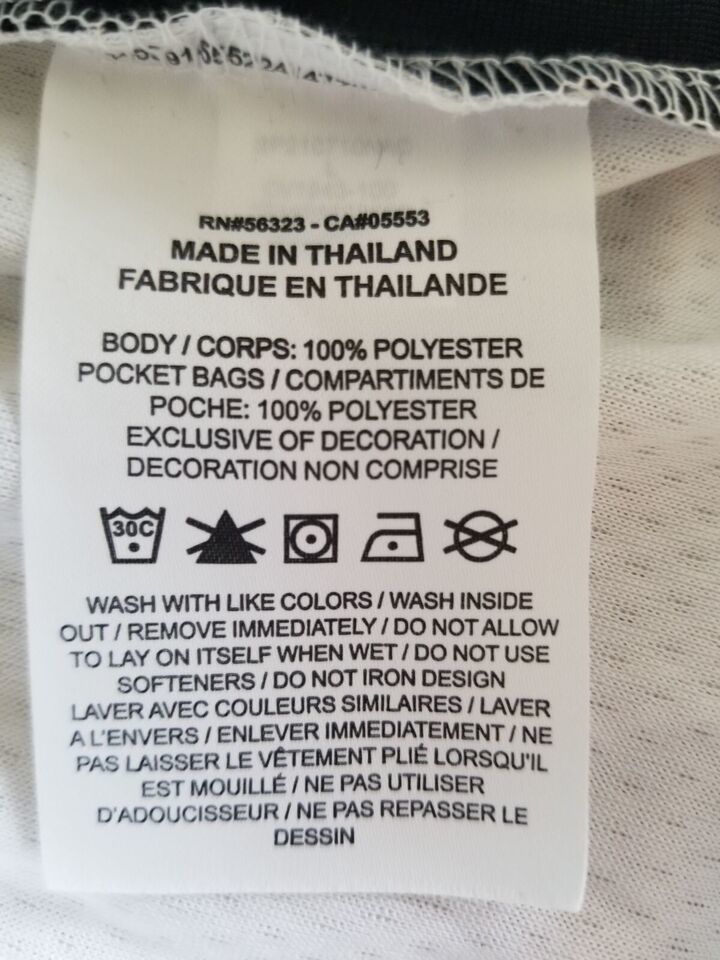 RN#56323 - CA#05553
MADE IN THAILAND
FABRIQUE EN THAILANDE
BODY / CORPS: 100% POLYESTER
POCKET BAGS / COMPARTIMENTS DE
POCHE: 100% POLYESTER
EXCLUSIVE OF DECORATION /
DECORATION NON COMPRISE
30C
WASH WITH LIKE COLORS / WASH INSIDE
OUT / REMOVE IMMEDIATELY / DO NOT ALLOW
TO LAY ON ITSELF WHEN WET / DO NOT USE
SOFTENERS / DO NOT IRON DESIGN
LAVER AVEC COULEURS SIMILAIRES / LAVER
A L'ENVERS / ENLEVER IMMEDIATEMENT / NE
PAS LAISSER LE VÊTEMENT PLIÉ LORSQU'IL
EST MOUILLÉ / NE PAS UTILISER
D'ADOUCISSEUR / NE PAS REPASSER LE
DESSIN